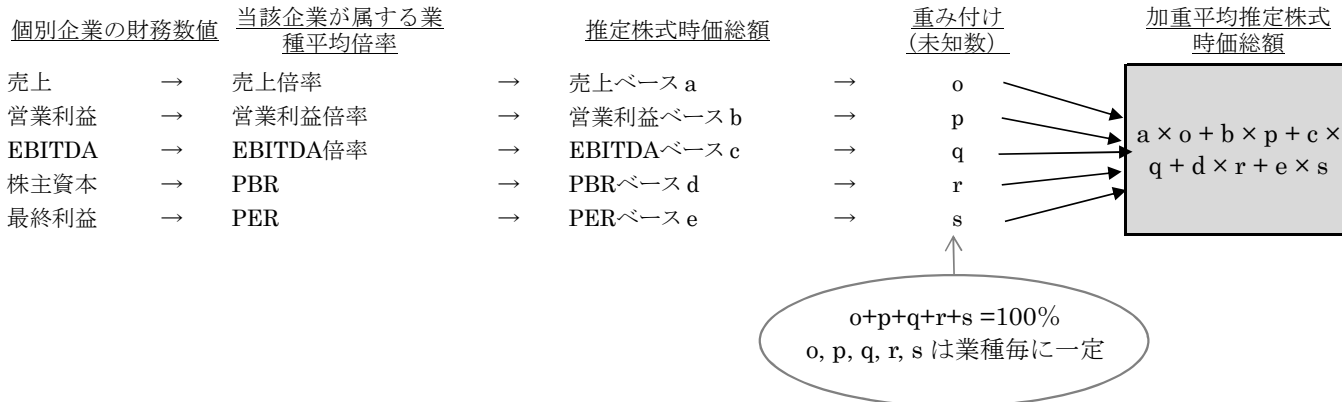 個別企業の財務数値 当該企業が属する業種平均倍率 推定株式時価総額 重み付け（未知数） 加重平均推定株式時価総額
売上 → 売上倍率 → 売上ベース a → o
営業利益 → 営業利益倍率 → 営業利益ベース b → p
EBITDA → EBITDA倍率 → EBITDAベース c → q
株主資本 → PBR → PBRベース d → r
最終利益 → PER → PERベース e → s
a × o + b × p + c ×
q + d × r + e × s
o+p+q+r+s =100%
o, p, q, r, s は業種毎に一定